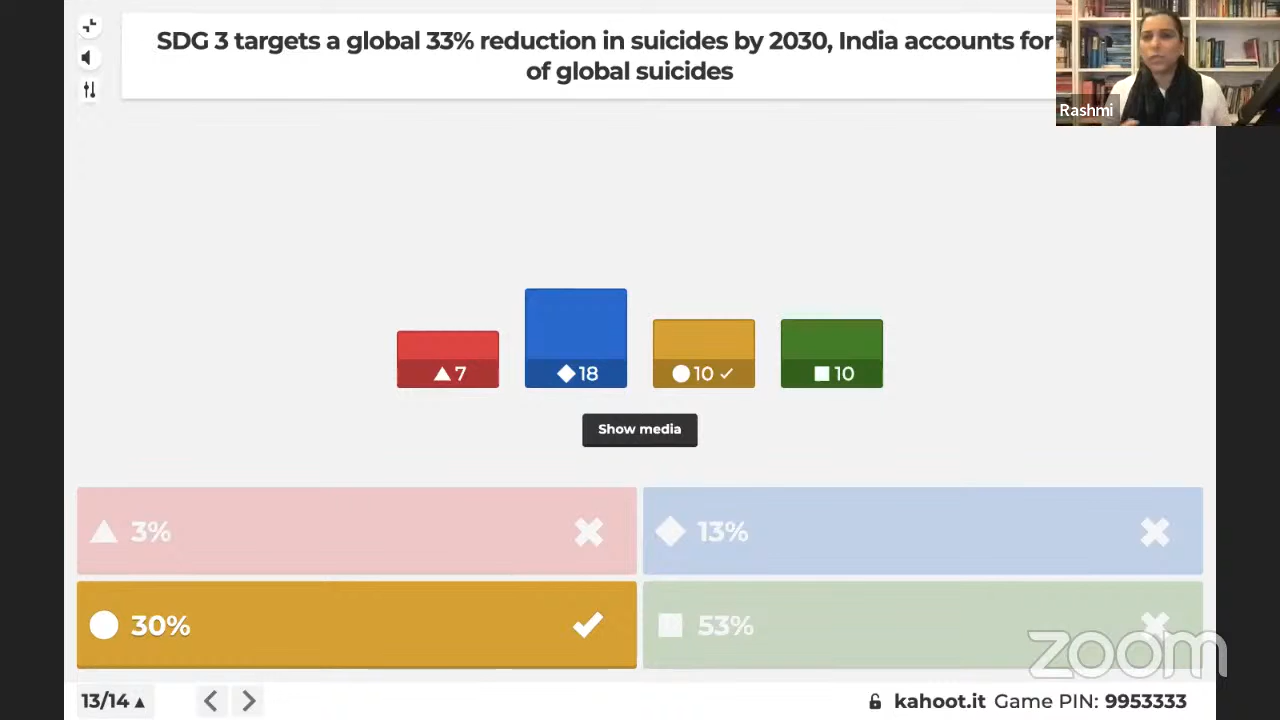 SDG 3 targets a global 33% reduction in suicides by 2030, India accounts for
of global suicides
Rashmi
7
18
10
10
Show media
3%
13%
30%
53%
zoom
13/14
kahoot.it Game PIN: 9953333